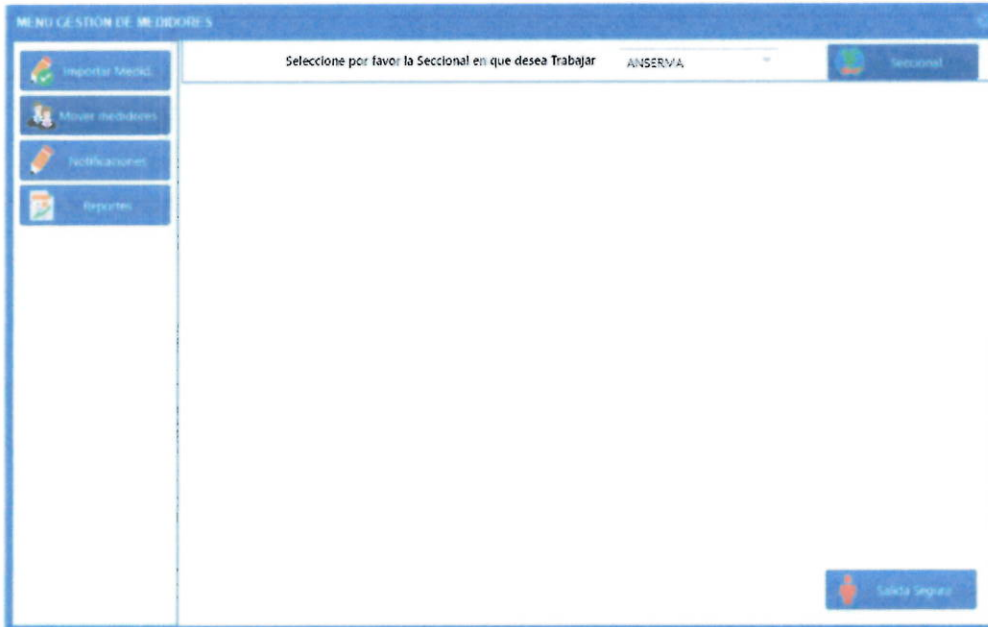 MENU GESTION DE MEDIDORES
Importar Medid.
Seleccione por favor la Seccional en que desea Trabajar
ANSERMA
Seccional
Mover medidores
Notificaciones
Reportes
Salida Segura